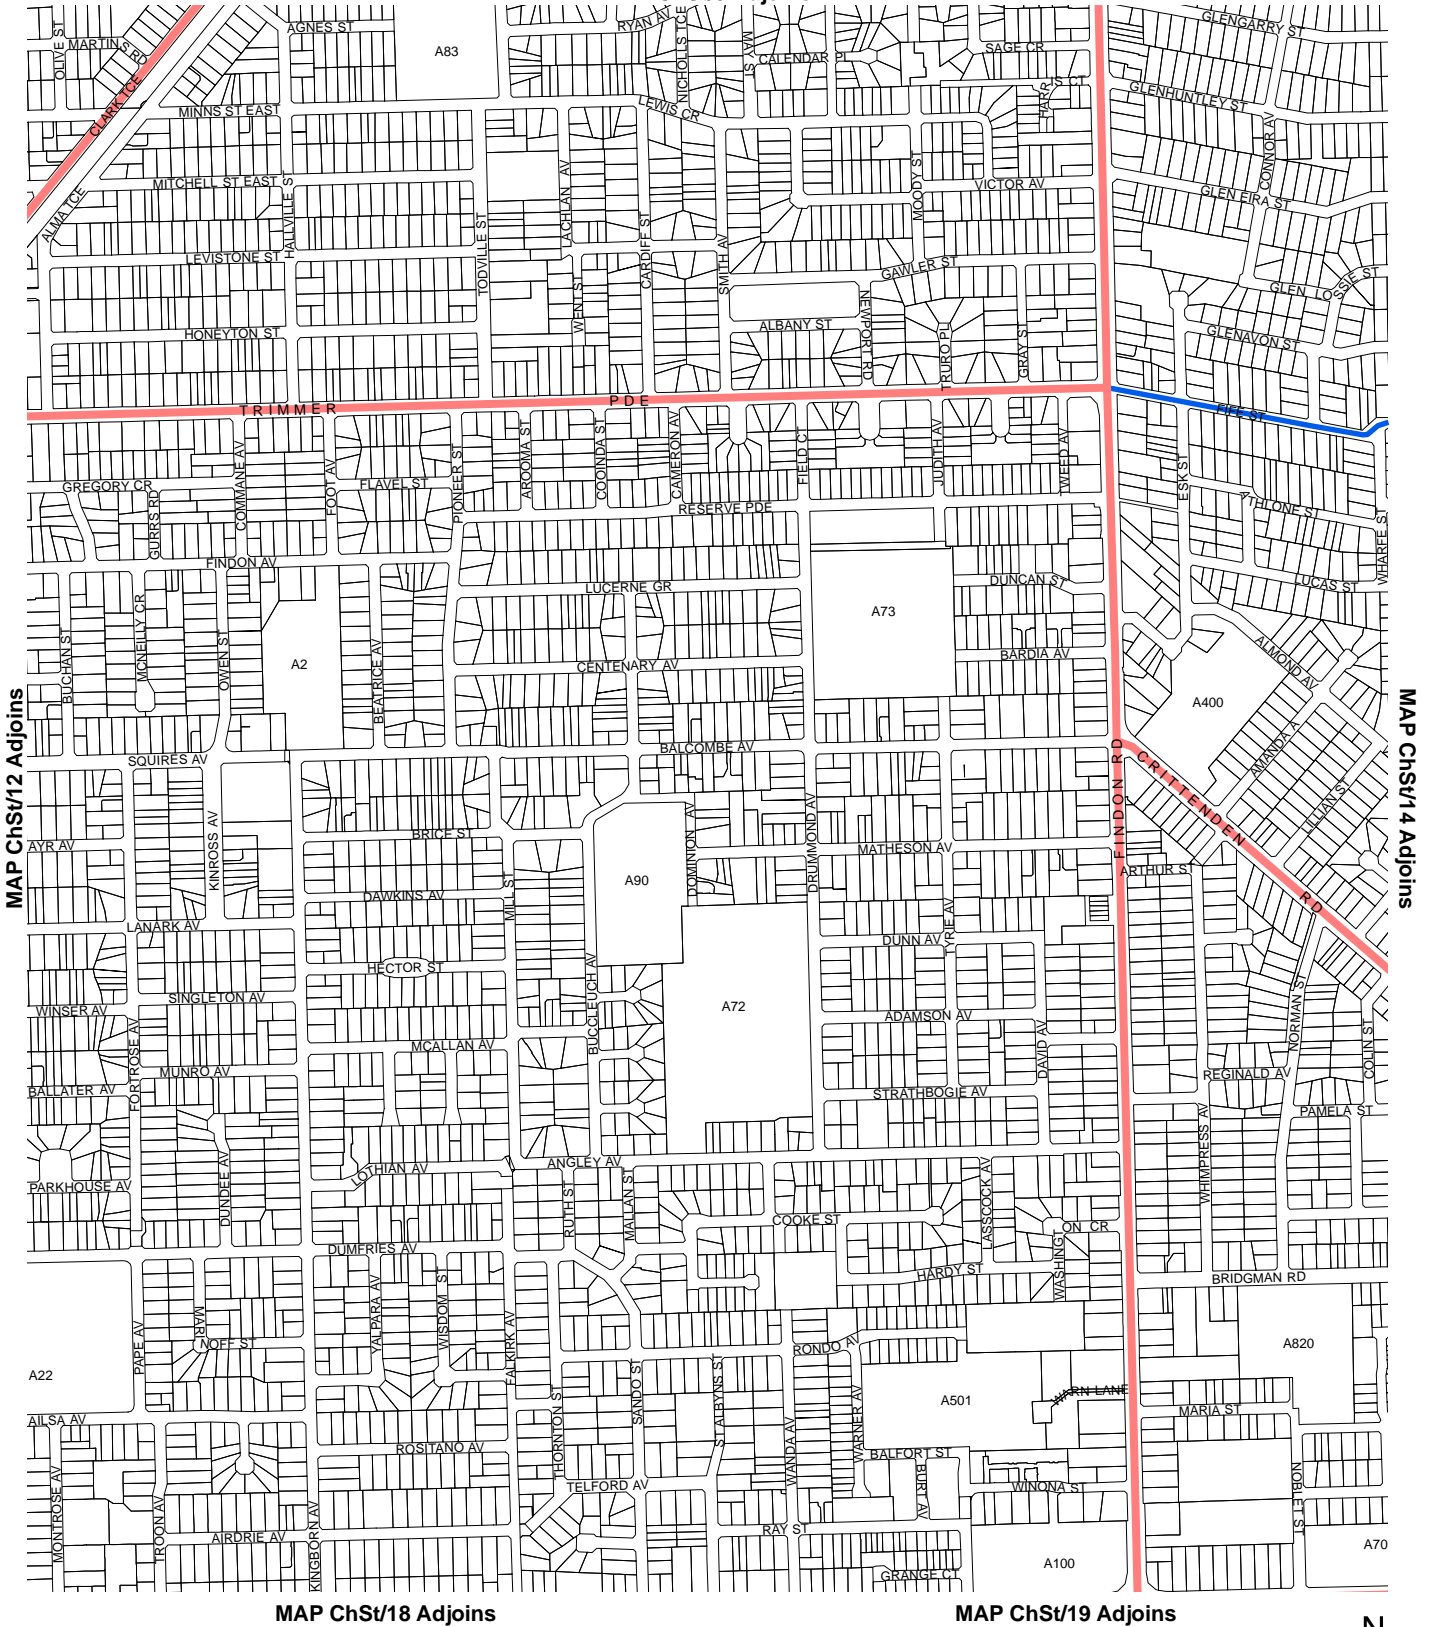 AGNES ST
A83
RYAN AV
NICHOLLS TCE
MAY ST
CALENDAR PL
SAGE CR
GLENGARRY ST
OLIVE ST
MARTINS RD
CLARK TCE
MINNS ST EAST
LEWIS CR
HARRIS CT
GLENHUNTLEY ST
CONNOR AV
MITCHELL ST EAST
HALLVILLE ST
LACHLAN AV
MOODY ST
VICTOR AV
GLEN EIRA ST
ALMA TCE
LEVISTONE ST
TODVILLE ST
CARDIFF ST
SMITH AV
GAWLER ST
GLEN LOSSIE ST
WENT ST
HONEYTON ST
ALBANY ST
NEWPORT RD
TRURO PL
GRAY ST
GLENAVON ST
TRIMMER PDE
FIFE ST
GREGORY CR
GURRS RD
COMMANE AV
FOOT AV
FLAVEL ST
PIONEER ST
AROOMA ST
COOINDA ST
CAMERON AV
FIELD CT
JUDITH AV
TWEED AV
ESK ST
ATHLONE ST
WHARFE ST
RESERVE PDE
FINDON AV
LUCERNE GR
A73
DUNCAN ST
LUCAS ST
BUCHAN ST
MCNEILLY CR
OWEN ST
A2
BEATRICE AV
CENTENARY AV
BARDIA AV
ALMOND AV
A400
MAP ChSt/12 Adjoins
MAP ChSt/14 Adjoins
SQUIRES AV
BALCOMBE AV
FINDON RD
CRITTENDEN RD
AMANDA A
LILLIAN ST
AYR AV
KINROSS AV
BRICE ST
DOMINION AV
DRUMMOND AV
MATHESON AV
ARTHUR ST
A90
DAWKINS AV
MILL ST
LANARK AV
DUNN AV
TYRIE AV
HECTOR ST
BUCCLEUCH AV
A72
SINGLETON AV
WINSER AV
ADAMSON AV
NORMAN ST
MCALLAN AV
FORTROSE AV
MUNRO AV
DAVID AV
COLIN ST
REGINALD AV
BALLATER AV
STRATHBOGIE AV
PAMELA ST
WHIMPRESS AV
LOTHIAN AV
ANGLEY AV
PARKHOUSE AV
DUNDEE AV
RUTH ST
MALLAN ST
COOKE ST
LASSCOCK AV
WASHINGTON CR
DUMFRIES AV
HARDY ST
BRIDGMAN RD
YALPARA AV
WISDOM ST
PAPE AV
MARINOFF ST
FALKIRK AV
RONDO AV
A820
A22
A501
WARN LANE
AILSA AV
SANDO ST
ST ALBYNS ST
WARNER AV
MARIA ST
THORNTON ST
WANDA AV
ROSITANO AV
BALFORT ST
MONTROSE AV
TROON AV
TELFORD AV
BURT AV
WINONA ST
NOBLET ST
AIRDRIE AV
KINGBORN AV
RAY ST
A70
A100
GRANGE CT
MAP ChSt/18 Adjoins
MAP ChSt/19 Adjoins